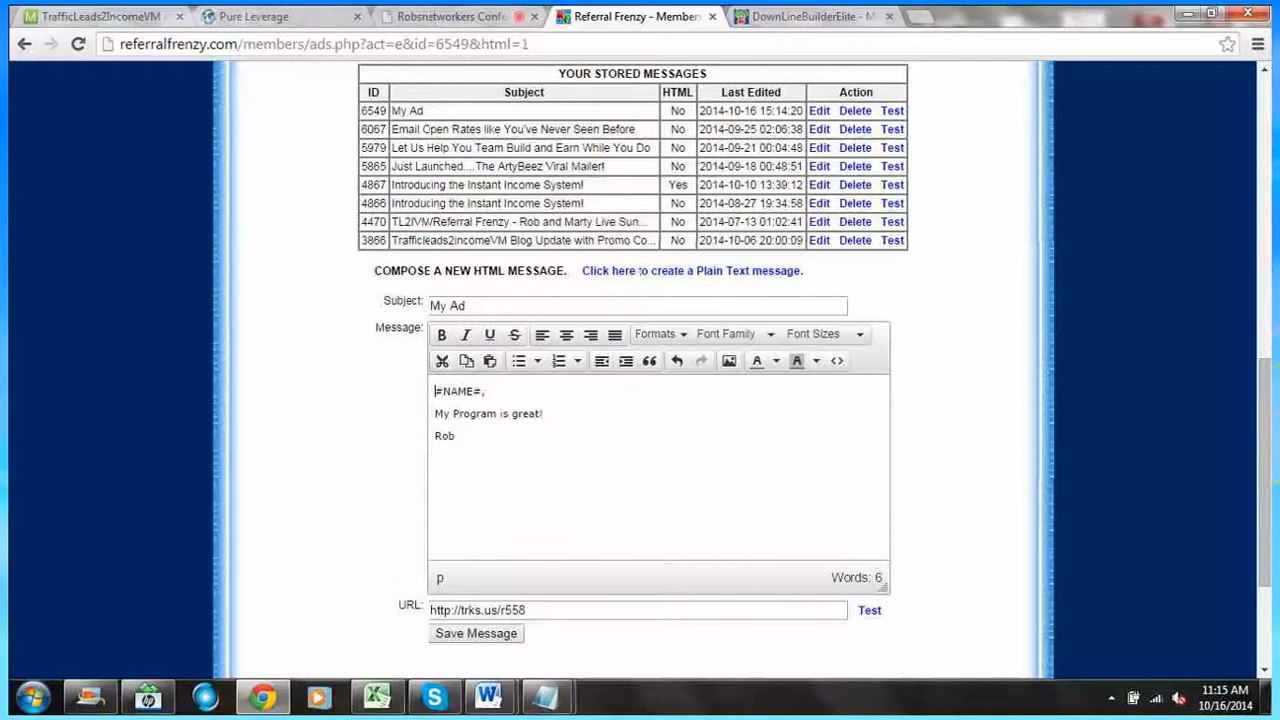 TrafficLeads2IncomeVM
Pure Leverage
Robsnetworkers Confe
Referral Frenzy - Members
DownLineBuilderElite - M
referralfrenzy.com/members/ads.php?act=e&id=6549&html=1
YOUR STORED MESSAGES
ID Subject HTML Last Edited Action
6549 My Ad No 2014-10-16 15:14:20 Edit Delete Test
6067 Email Open Rates like You've Never Seen Before No 2014-09-25 02:06:38 Edit Delete Test
5979 Let Us Help You Team Build and Earn While You Do No 2014-09-21 00:04:48 Edit Delete Test
5865 Just Launched....The ArtyBeez Viral Mailer! No 2014-09-18 00:48:51 Edit Delete Test
4867 Introducing the Instant Income System! Yes 2014-10-10 13:39:12 Edit Delete Test
4866 Introducing the Instant Income System! No 2014-08-27 19:34:58 Edit Delete Test
4470 TL2IVM/Referral Frenzy - Rob and Marty Live Sun... No 2014-07-13 01:02:41 Edit Delete Test
3866 Trafficleads2incomeVM Blog Update with Promo Co... No 2014-10-06 20:00:09 Edit Delete Test
COMPOSE A NEW HTML MESSAGE. Click here to create a Plain Text message.
Subject: My Ad
Message: B I U S Formats Font Family Font Sizes
A A
#NAME#,
My Program is great!
Rob
p Words: 6
URL: http://trks.us/r558 Test
Save Message
11:15 AM
10/16/2014